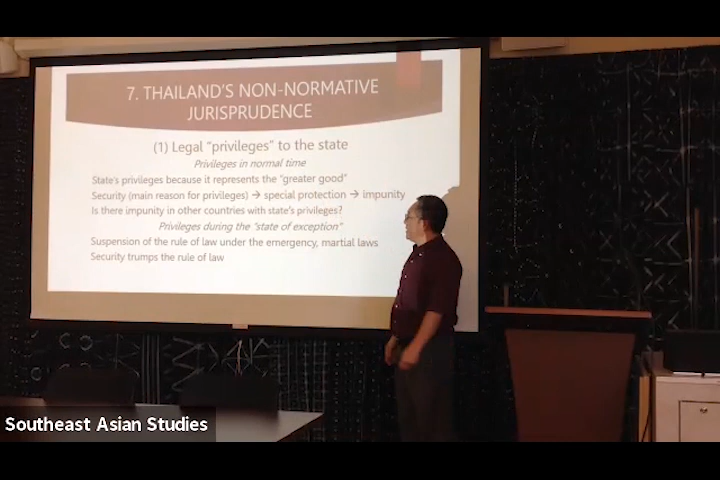 7. THAILAND'S NON-NORMATIVE
JURISPRUDENCE
(1) Legal "privileges" to the state
Privileges in normal time
State's privileges because it represents the "greater good"
Security (main reason for privileges) → special protection → impunity
Is there impunity in other countries with state's privileges?
Privileges during the "state of exception"
Suspension of the rule of law under the emergency, martial laws
Security trumps the rule of law
Southeast Asian Studies